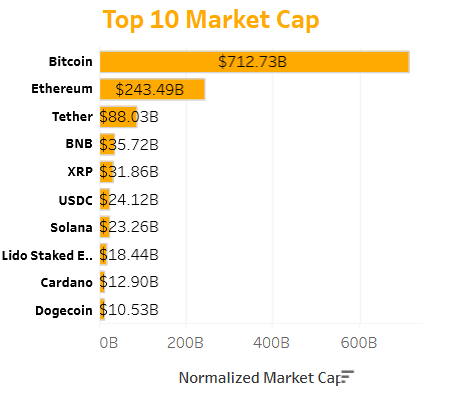 Top 10 Market Cap
Bitcoin $712.73B
Ethereum $243.49B
Tether $88.03B
BNB $35.72B
XRP $31.86B
USDC $24.12B
Solana $23.26B
Lido Staked E.. $18.44B
Cardano $12.90B
Dogecoin $10.53B
0B 200B 400B 600B
Normalized Market Cap